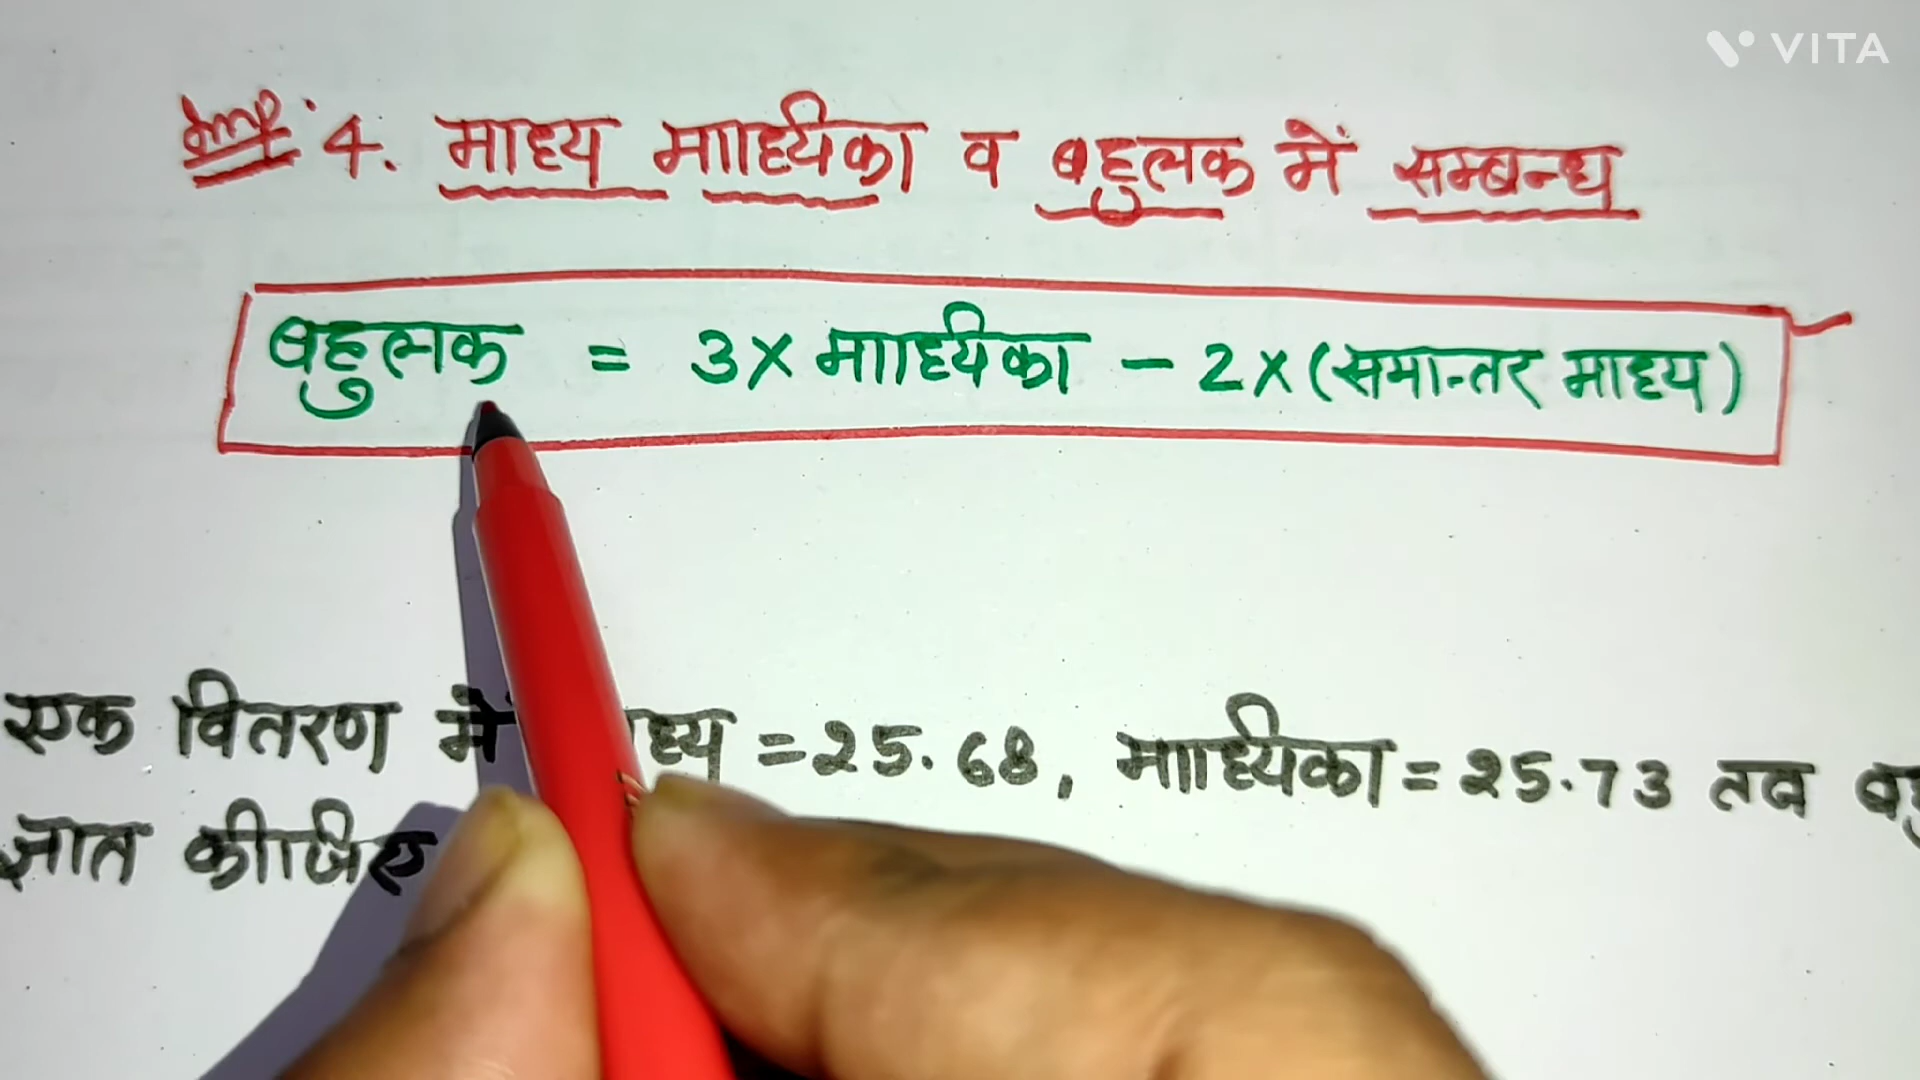 VITA
Imp: 4. माध्य माध्यिका व बहुलक में सम्बन्ध
बहुलक = 3 X माध्यिका - 2 X (समान्तर माध्य)
एक वितरण में =25.68, माध्यिका = 25.73 तब
ज्ञात कीजिए